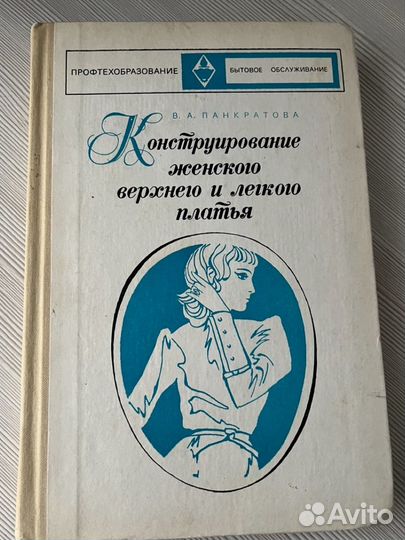 ПРОФТЕХОБРАЗОВАНИЕ БЫТОВОЕ ОБСЛУЖИВАНИЕ
В. А. ПАНКРАТОВА
Конструирование
женского
верхнего и легкого
платья
Avito